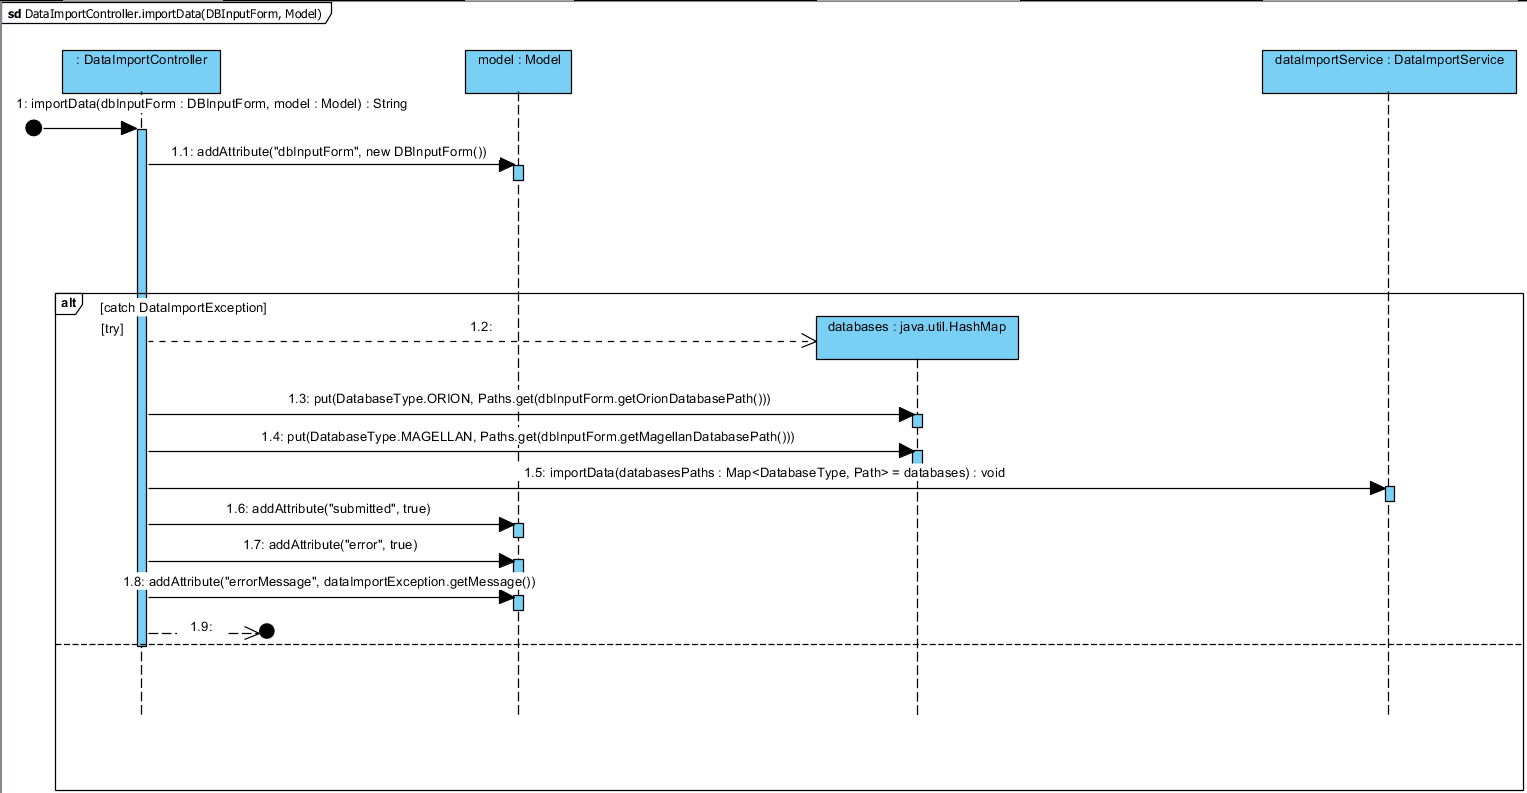 sd DataImportController.importData(DBInputForm, Model)
: DataImportController
model : Model
dataImportService : DataImportService
1: importData(dbInputForm : DBInputForm, model : Model) : String
1.1: addAttribute("dbInputForm", new DBInputForm())
alt
[catch DataImportException]
[try]
1.2:
databases : java.util.HashMap
1.3: put(DatabaseType.ORION, Paths.get(dbInputForm.getOrionDatabasePath()))
1.4: put(DatabaseType.MAGELLAN, Paths.get(dbInputForm.getMagellanDatabasePath()))
1.5: importData(databasesPaths : Map<DatabaseType, Path> = databases) : void
1.6: addAttribute("submitted", true)
1.7: addAttribute("error", true)
1.8: addAttribute("errorMessage", dataImportException.getMessage())
1.9: